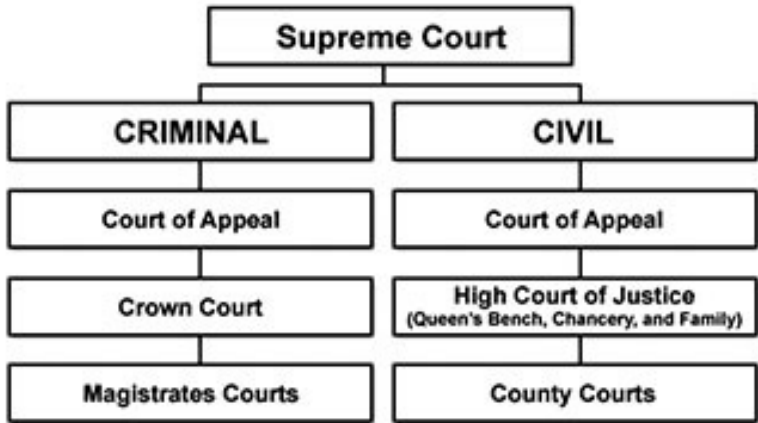 Supreme Court
CRIMINAL
CIVIL
Court of Appeal
Court of Appeal
Crown Court
High Court of Justice
(Queen's Bench, Chancery, and Family)
Magistrates Courts
County Courts